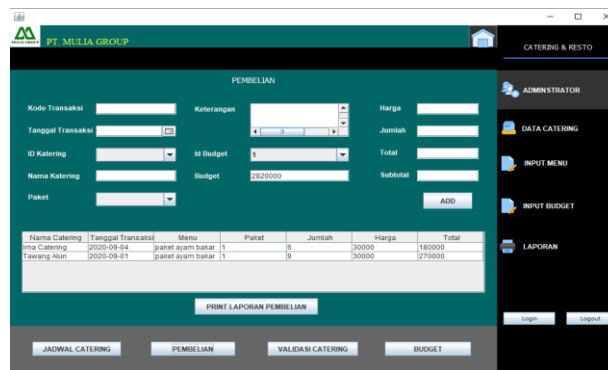 MULIA GROUP
PT. MULIA GROUP
CATERING & RESTO
PEMBELIAN
Kode Transaksi
Keterangan
Harga
Tanggal Transaksi
Jumlah
ID Katering
Id Budget
1
Total
Nama Katering
Budget
2820000
Subtotal
Paket
ADD
Nama Catering Tanggal Transaksi Menu Paket Jumlah Harga Total
Ima Catering 2020-09-04 paket ayam bakar 1 6 30000 180000
Tawang Alun 2020-09-01 paket ayam bakar 1 9 30000 270000
PRINT LAPORAN PEMBELIAN
JADWAL CATERING PEMBELIAN VALIDASI CATERING BUDGET
ADMINSTRATOR
DATA CATERING
INPUT MENU
INPUT BUDGET
LAPORAN
Login Logout